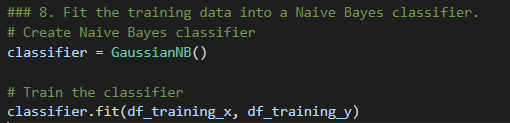 ### 8. Fit the training data into a Naive Bayes classifier.
# Create Naive Bayes classifier
classifier = GaussianNB()
# Train the classifier
classifier.fit(df_training_x, df_training_y)